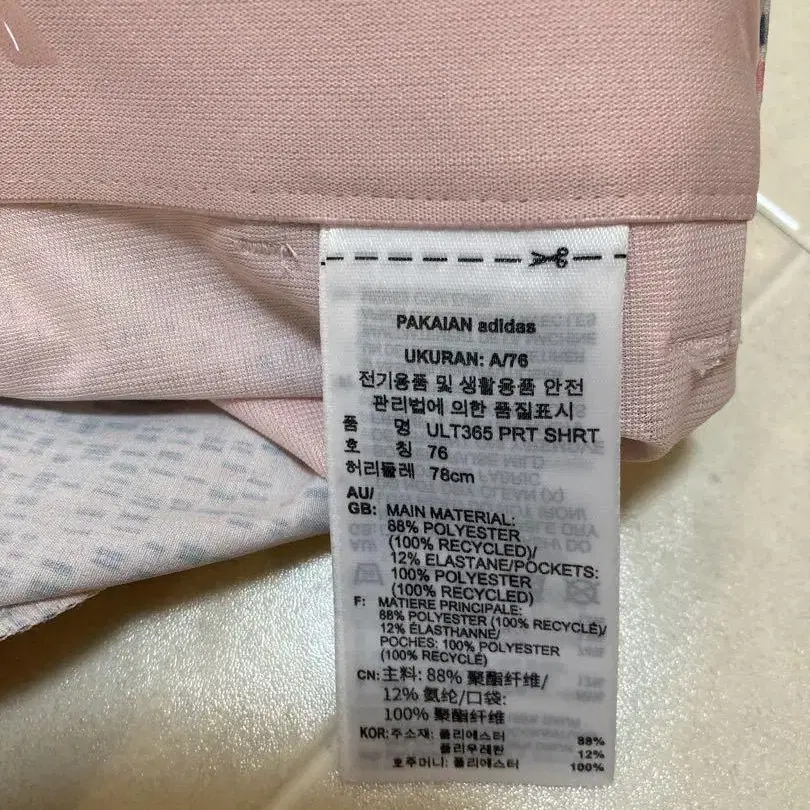 PAKAIAN adidas
UKURAN: A/76
전기용품 및 생활용품 안전
관리법에 의한 품질표시
품 명 ULT365 PRT SHRT
호 칭 76
허리둘레 78cm
AU/
GB: MAIN MATERIAL:
88% POLYESTER
(100% RECYCLED)/
12% ELASTANE/POCKETS:
100% POLYESTER
(100% RECYCLED)
F: MATIERE PRINCIPALE:
88% POLYESTER (100% RECYCLÉ)/
12% ÉLASTHANNE/
POCHES: 100% POLYESTER
(100% RECYCLÉ)
CN: 主料: 88% 聚酯纤维/
12% 氨纶/口袋:
100% 聚酯纤维
KOR: 주소재: 폴리에스터 88%
폴리우레탄 12%
호주머니: 폴리에스터 100%